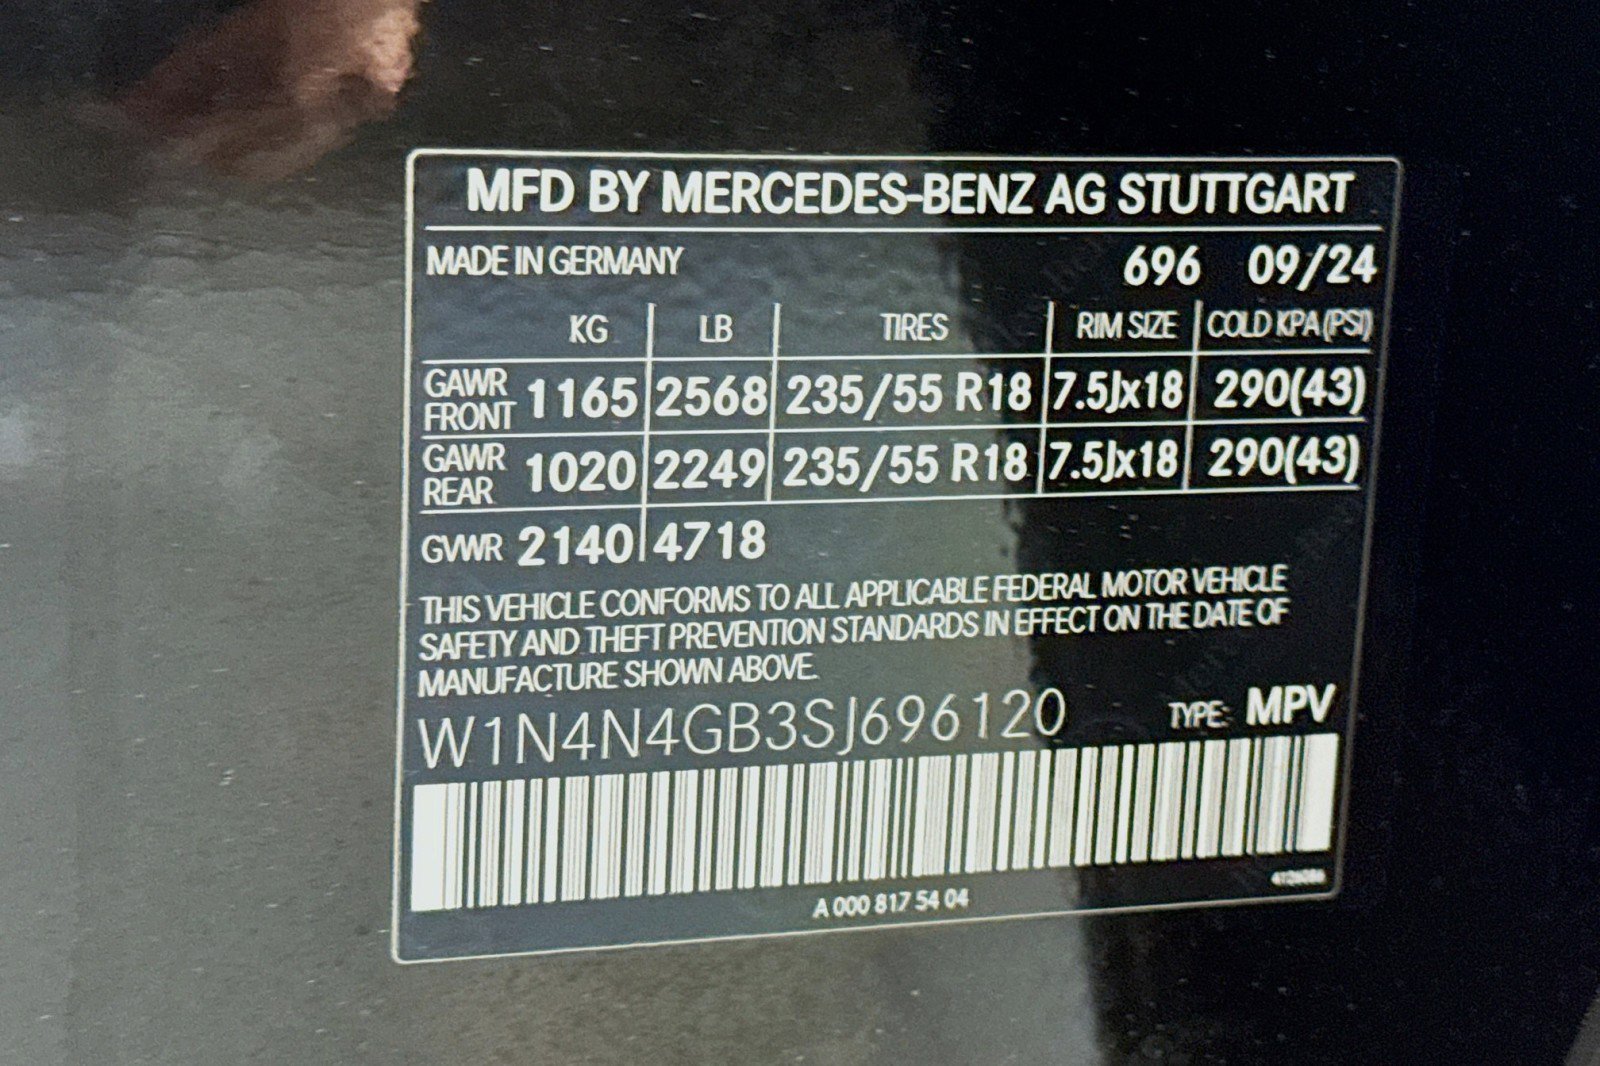 MFD BY MERCEDES-BENZ AG STUTTGART
MADE IN GERMANY 696 09/24
KG LB TIRES RIM SIZE COLD KPA (PSI)
GAWR FRONT 1165 2568 235/55 R18 7.5Jx18 290(43)
GAWR REAR 1020 2249 235/55 R18 7.5Jx18 290(43)
GVWR 2140 4718
THIS VEHICLE CONFORMS TO ALL APPLICABLE FEDERAL MOTOR VEHICLE
SAFETY AND THEFT PREVENTION STANDARDS IN EFFECT ON THE DATE OF
MANUFACTURE SHOWN ABOVE.
W1N4N4GB3SJ696120 TYPE: MPV
A 000 817 54 04